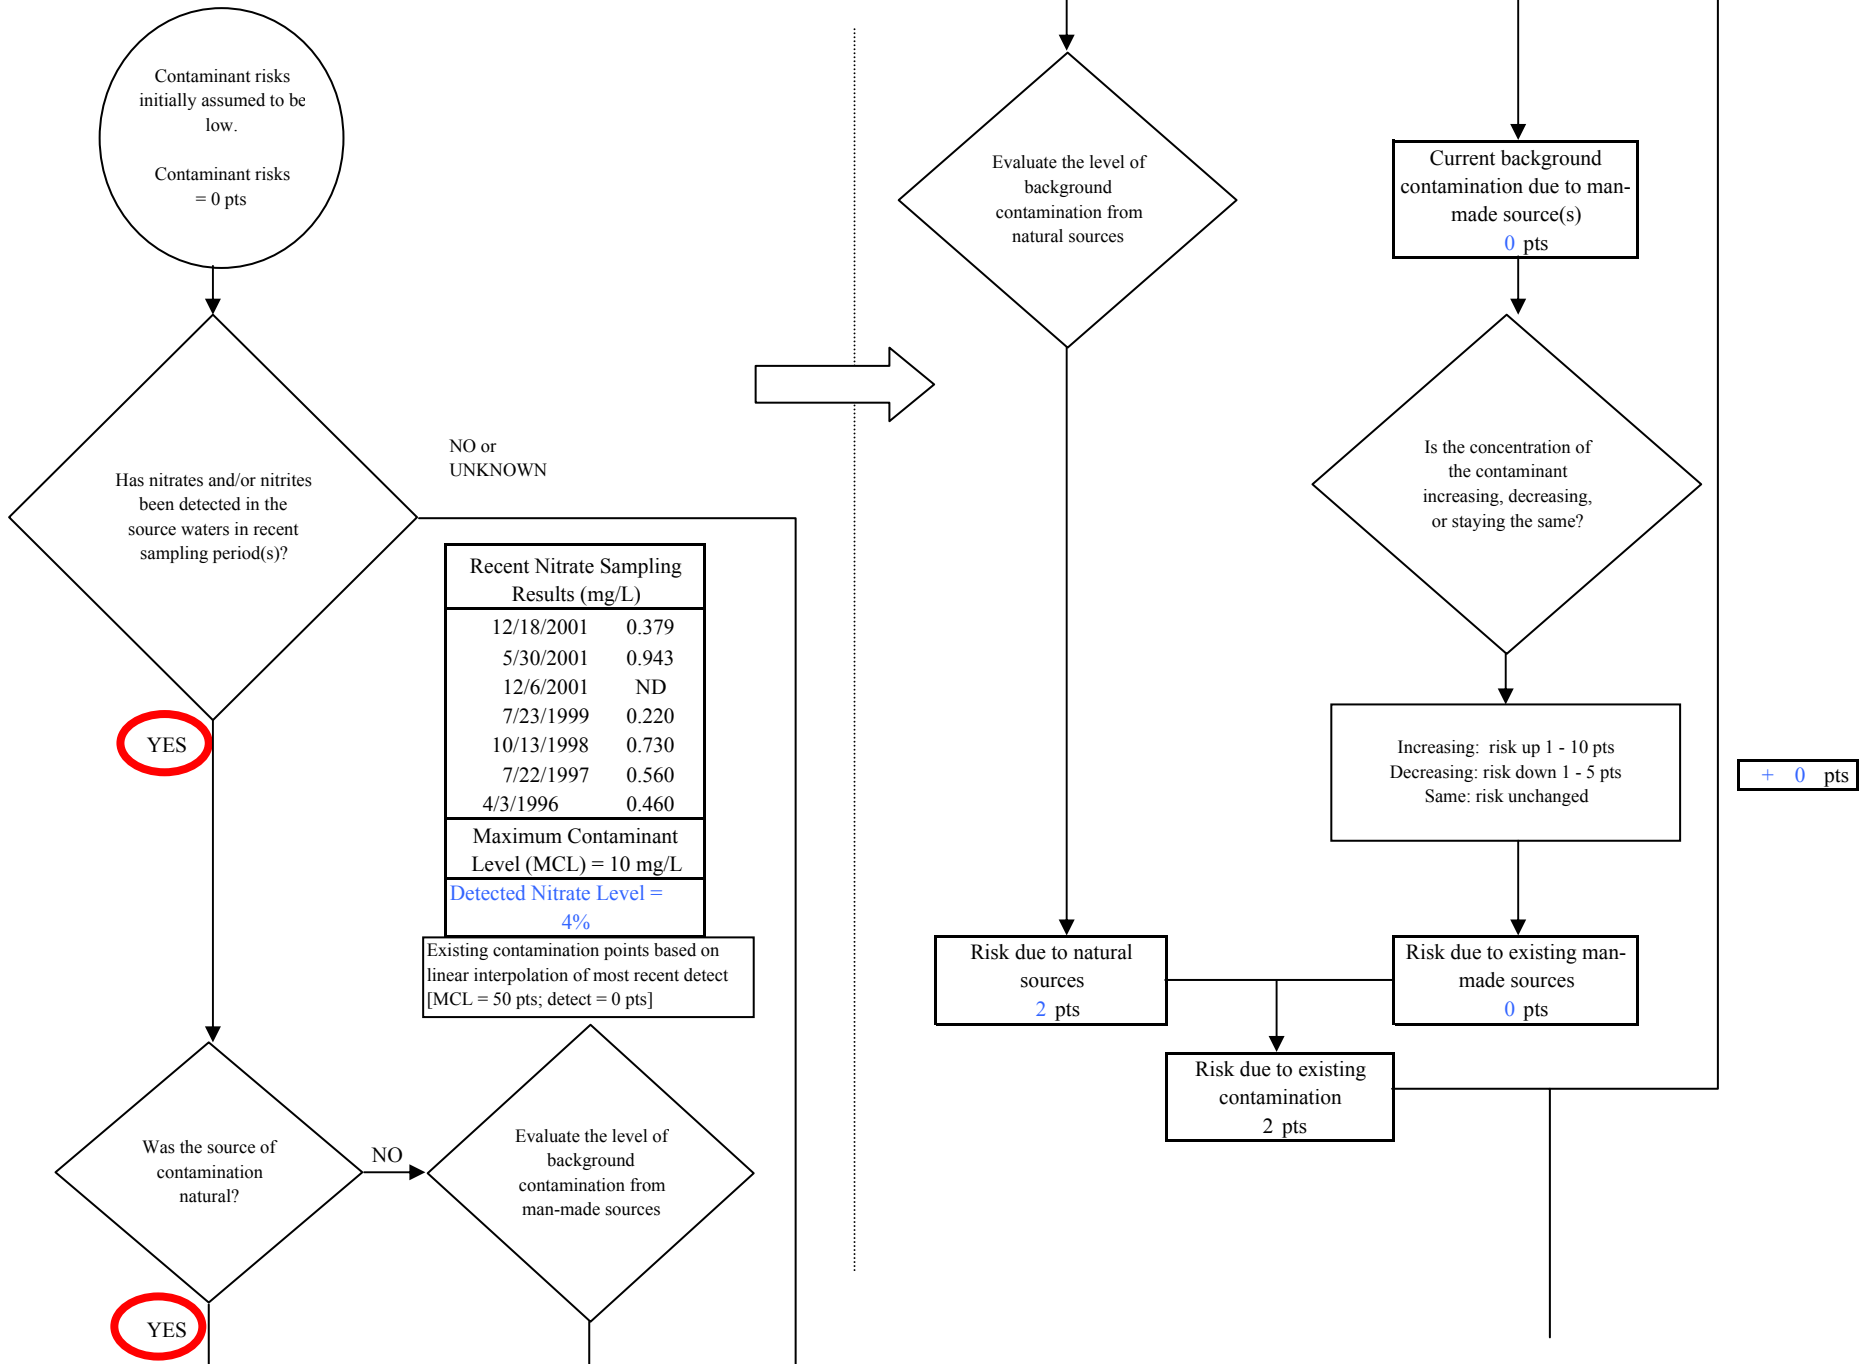 Contaminant risks
initially assumed to be
low.
Contaminant risks
= 0 pts
Has nitrates and/or nitrites
been detected in the
source waters in recent
sampling period(s)?
NO or
UNKNOWN
YES
Recent Nitrate Sampling
Results (mg/L)
12/18/2001 0.379
5/30/2001 0.943
12/6/2001 ND
7/23/1999 0.220
10/13/1998 0.730
7/22/1997 0.560
4/3/1996 0.460
Maximum Contaminant
Level (MCL) = 10 mg/L
Detected Nitrate Level =
4%
Existing contamination points based on
linear interpolation of most recent detect
[MCL = 50 pts; detect = 0 pts]
Was the source of
contamination
natural?
NO
YES
Evaluate the level of
background
contamination from
man-made sources
Evaluate the level of
background
contamination from
natural sources
Current background
contamination due to man-
made source(s)
0 pts
Is the concentration of
the contaminant
increasing, decreasing,
or staying the same?
Increasing: risk up 1 - 10 pts
Decreasing: risk down 1 - 5 pts
Same: risk unchanged
+ 0 pts
Risk due to natural
sources
2 pts
Risk due to existing man-
made sources
0 pts
Risk due to existing
contamination
2 pts